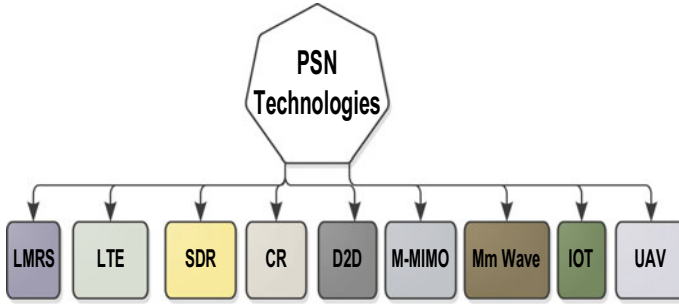 PSN
Technologies
LMRS
LTE
SDR
CR
D2D
M-MIMO
Mm Wave
IOT
UAV